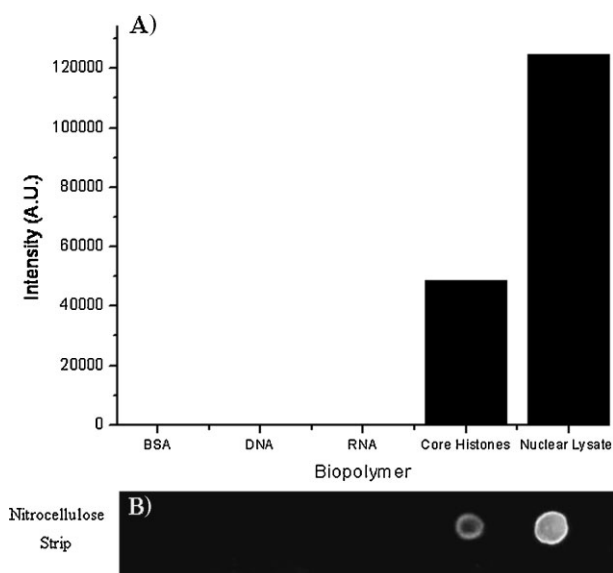 A)
120000
100000
80000
60000
40000
20000
0
Intensity (A.U.)
BSA DNA RNA Core Histones Nuclear Lysate
Biopolymer
Nitrocellulose
Strip
B)